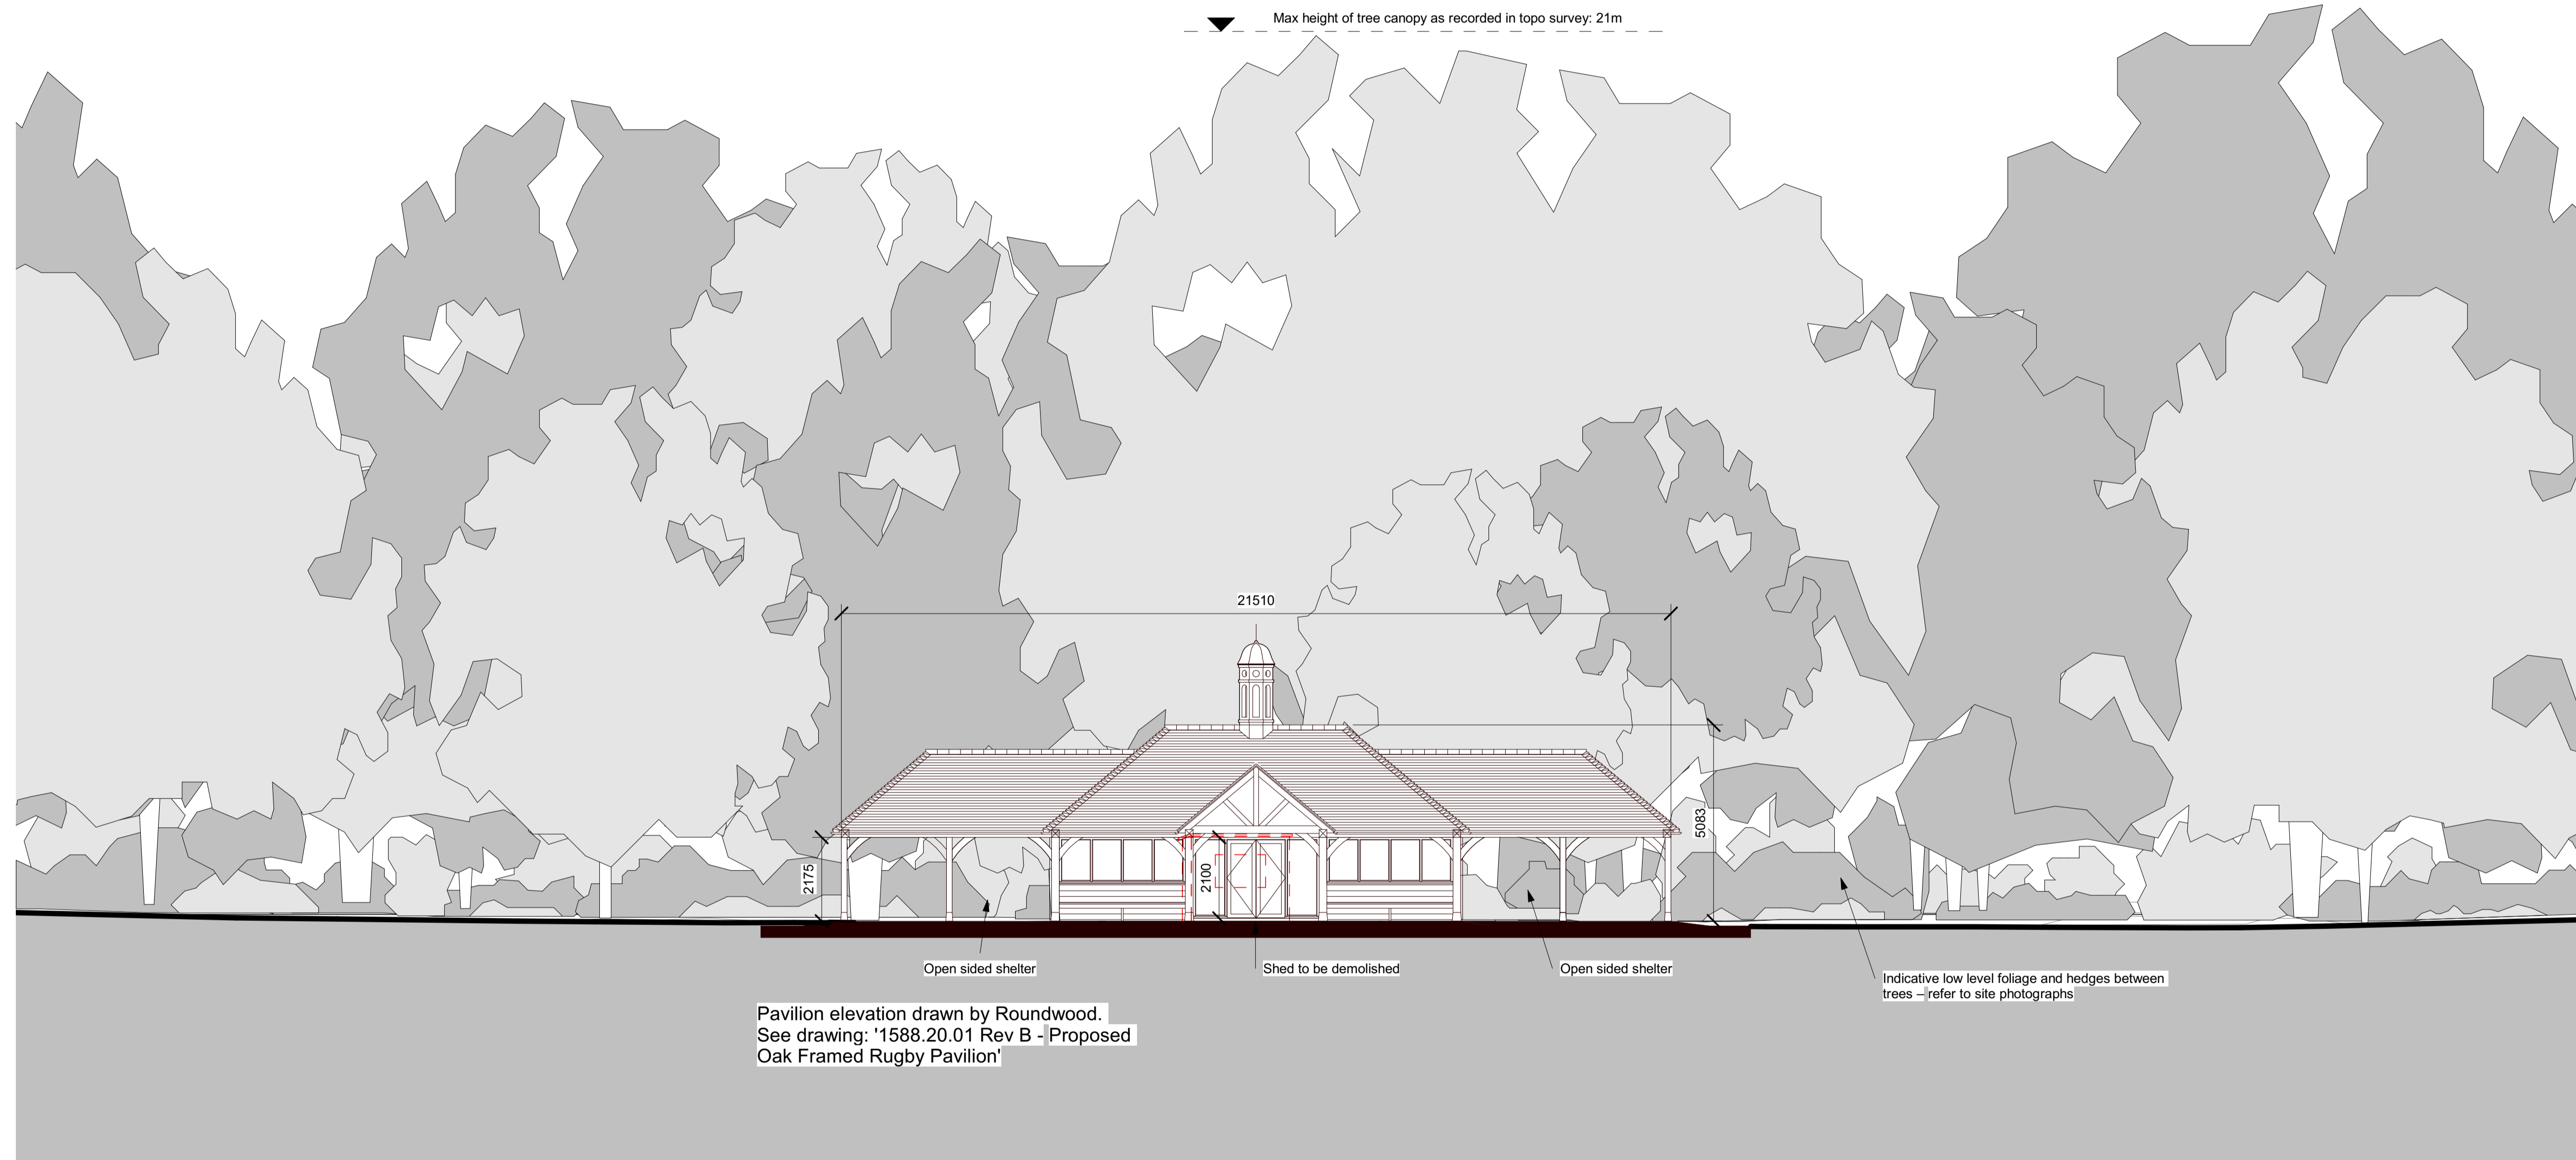 Max height of tree canopy as recorded in topo survey: 21m
21510
5083
2175
2100
Open sided shelter
Shed to be demolished
Open sided shelter
Indicative low level foliage and hedges between
trees – refer to site photographs
Pavilion elevation drawn by Roundwood.
See drawing: '1588.20.01 Rev B - Proposed
Oak Framed Rugby Pavilion'